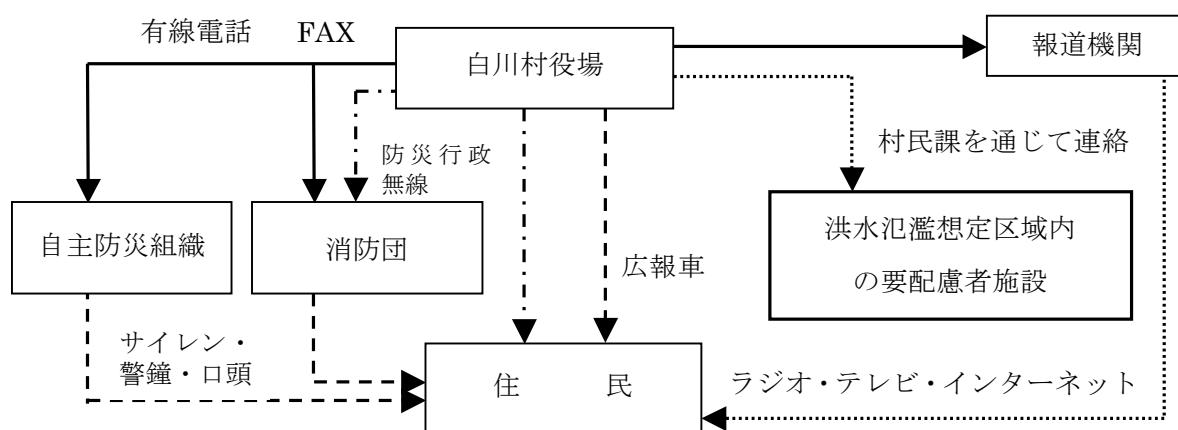 有線電話 FAX
白川村役場
報道機関
防災行政
無線
村民課を通じて連絡
自主防災組織
消防団
洪水氾濫想定区域内
の要配慮者施設
広報車
サイレン・
警鐘・口頭
住 民
ラジオ・テレビ・インターネット